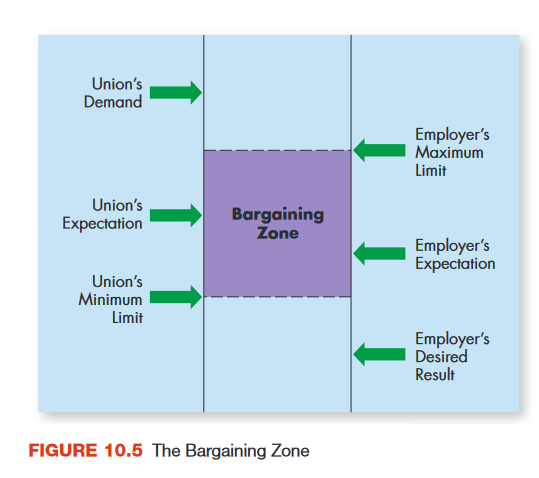 Union's
Demand
Employer's
Maximum
Limit
Union's
Expectation
Bargaining
Zone
Employer's
Expectation
Union's
Minimum
Limit
Employer's
Desired
Result
FIGURE 10.5 The Bargaining Zone